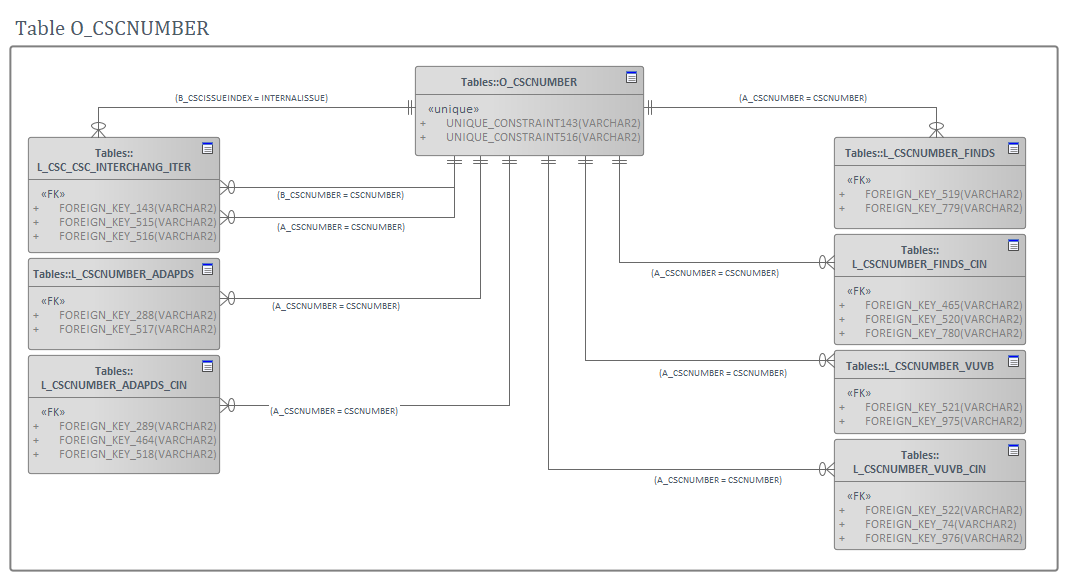 Table O_CSCNUMBER
Tables::O_CSCNUMBER
«unique»
+ UNIQUE_CONSTRAINT143(VARCHAR2)
+ UNIQUE_CONSTRAINT516(VARCHAR2)
(B_CSCISSUEINDEX = INTERNALISSUE)
(A_CSCNUMBER = CSCNUMBER)
Tables::
L_CSC_CSC_INTERCHANG_ITER
«FK»
+ FOREIGN_KEY_143(VARCHAR2)
+ FOREIGN_KEY_515(VARCHAR2)
+ FOREIGN_KEY_516(VARCHAR2)
(B_CSCNUMBER = CSCNUMBER)
(A_CSCNUMBER = CSCNUMBER)
Tables::L_CSCNUMBER_ADAPDS
«FK»
+ FOREIGN_KEY_288(VARCHAR2)
+ FOREIGN_KEY_517(VARCHAR2)
(A_CSCNUMBER = CSCNUMBER)
Tables::
L_CSCNUMBER_ADAPDS_CIN
«FK»
+ FOREIGN_KEY_289(VARCHAR2)
+ FOREIGN_KEY_464(VARCHAR2)
+ FOREIGN_KEY_518(VARCHAR2)
(A_CSCNUMBER = CSCNUMBER)
Tables::L_CSCNUMBER_FINDS
«FK»
+ FOREIGN_KEY_519(VARCHAR2)
+ FOREIGN_KEY_779(VARCHAR2)
Tables::
L_CSCNUMBER_FINDS_CIN
«FK»
+ FOREIGN_KEY_465(VARCHAR2)
+ FOREIGN_KEY_520(VARCHAR2)
+ FOREIGN_KEY_780(VARCHAR2)
(A_CSCNUMBER = CSCNUMBER)
Tables::L_CSCNUMBER_VUVB
«FK»
+ FOREIGN_KEY_521(VARCHAR2)
+ FOREIGN_KEY_975(VARCHAR2)
(A_CSCNUMBER = CSCNUMBER)
Tables::
L_CSCNUMBER_VUVB_CIN
«FK»
+ FOREIGN_KEY_522(VARCHAR2)
+ FOREIGN_KEY_74(VARCHAR2)
+ FOREIGN_KEY_976(VARCHAR2)
(A_CSCNUMBER = CSCNUMBER)